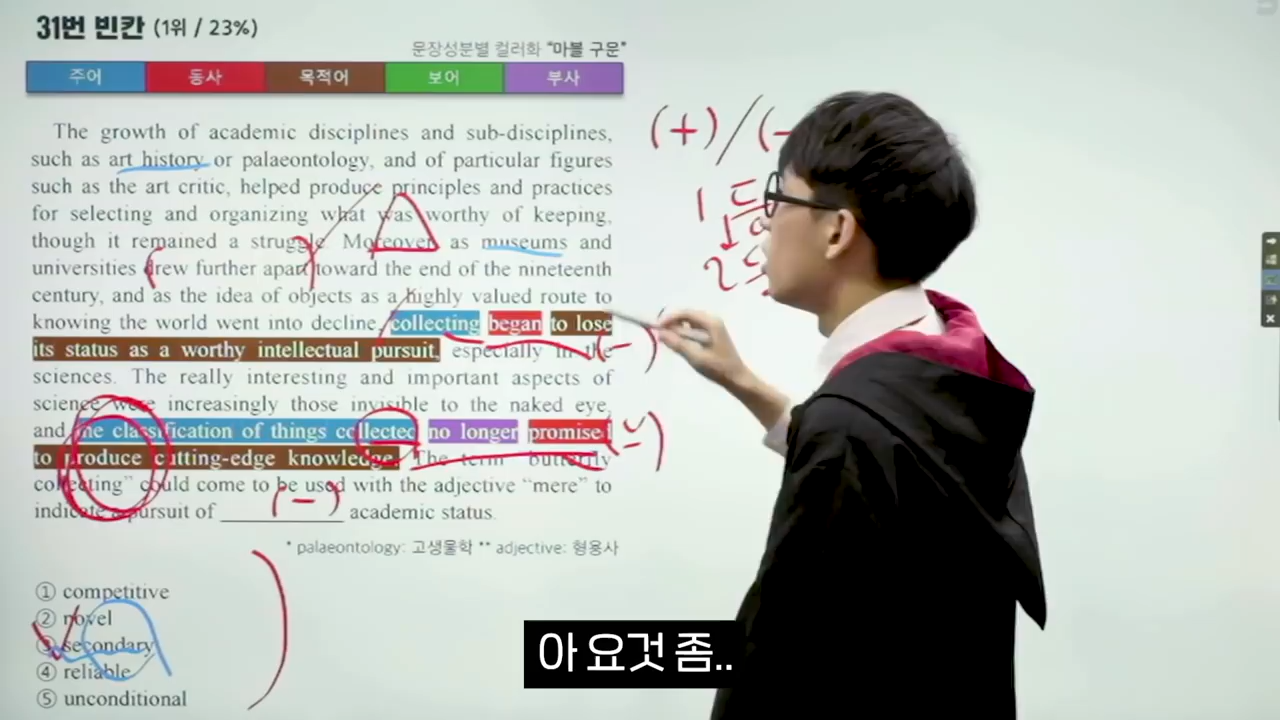 31번 빈칸 (1위 / 23%)
문장성분별 컬러화 "마블 구문"
주어 동사 목적어 보어 부사
The growth of academic disciplines and sub-disciplines,
such as art history or palaeontology, and of particular figures
such as the art critic, helped produce principles and practices
for selecting and organizing what was worthy of keeping,
though it remained a struggle. Moreover, as museums and
universities drew further apart toward the end of the nineteenth
century, and as the idea of objects as a highly valued route to
knowing the world went into decline, collecting began to lose
its status as a worthy intellectual pursuit, especially in the
sciences. The really interesting and important aspects of
science were increasingly those invisible to the naked eye,
and the classification of things collected no longer promised
to produce cutting-edge knowledge. The term "butterfly
collecting" could come to be used with the adjective "mere" to
indicate a pursuit of ________ academic status.
* palaeontology: 고생물학 ** adjective: 형용사
① competitive
② novel
③ secondary
④ reliable
⑤ unconditional
(+)/(-
1
2
(-)
(-)
(-)
아 요것 좀..